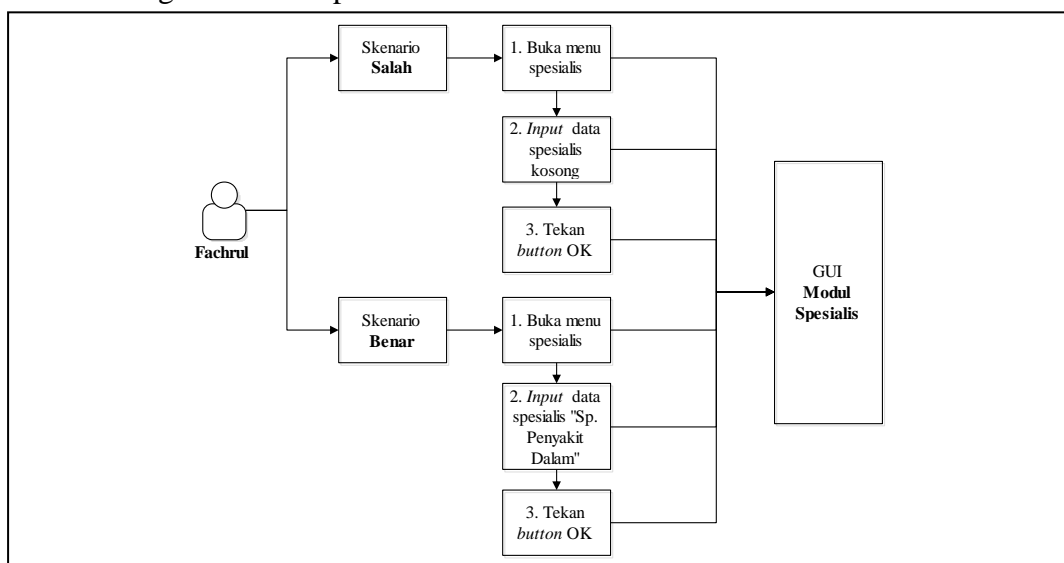 Skenario
Salah
1. Buka menu
spesialis
2. Input data
spesialis
kosong
3. Tekan
button OK
Fachrul
Skenario
Benar
1. Buka menu
spesialis
2. Input data
spesialis "Sp.
Penyakit
Dalam"
3. Tekan
button OK
GUI
Modul
Spesialis